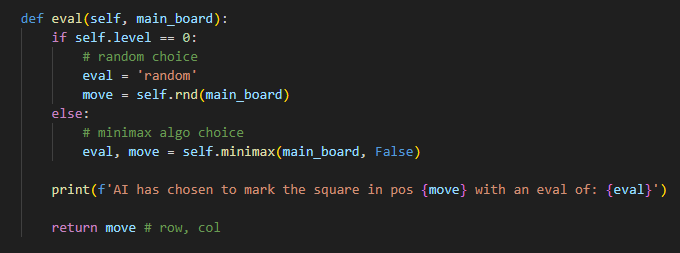 def eval(self, main_board):
    if self.level == 0:
        # random choice
        eval = 'random'
        move = self.rnd(main_board)
    else:
        # minimax algo choice
        eval, move = self.minimax(main_board, False)

    print(f'AI has chosen to mark the square in pos {move} with an eval of: {eval}')

    return move # row, col